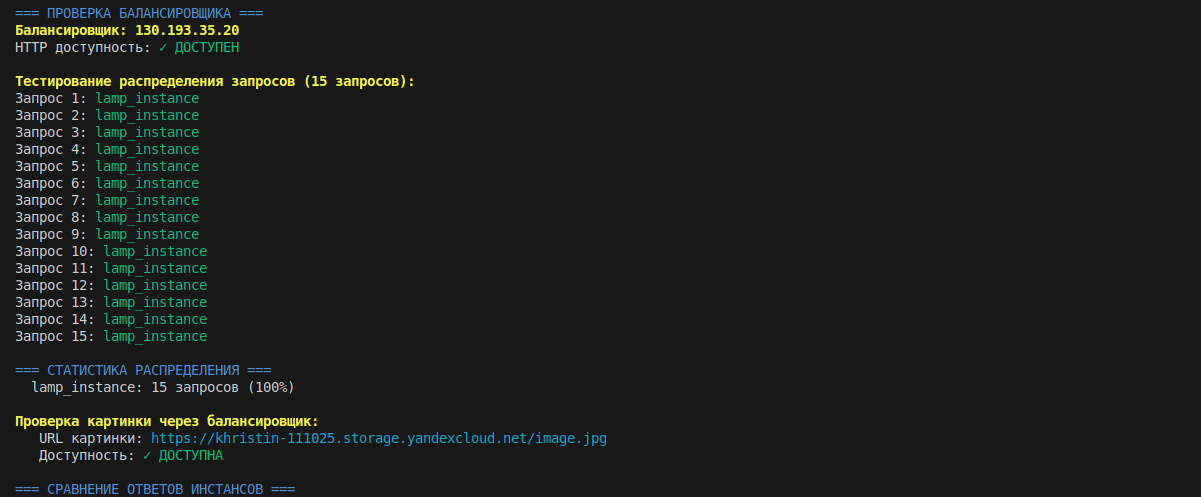 === ПРОВЕРКА БАЛАНСИРОВЩИКА ===
Балансировщик: 130.193.35.20
HTTP доступность: ✓ ДОСТУПЕН
Тестирование распределения запросов (15 запросов):
Запрос 1: lamp_instance
Запрос 2: lamp_instance
Запрос 3: lamp_instance
Запрос 4: lamp_instance
Запрос 5: lamp_instance
Запрос 6: lamp_instance
Запрос 7: lamp_instance
Запрос 8: lamp_instance
Запрос 9: lamp_instance
Запрос 10: lamp_instance
Запрос 11: lamp_instance
Запрос 12: lamp_instance
Запрос 13: lamp_instance
Запрос 14: lamp_instance
Запрос 15: lamp_instance
=== СТАТИСТИКА РАСПРЕДЕЛЕНИЯ ===
lamp_instance: 15 запросов (100%)
Проверка картинки через балансировщик:
URL картинки: https://khristin-111025.storage.yandexcloud.net/image.jpg
Доступность: ✓ ДОСТУПНА
=== СРАВНЕНИЕ ОТВЕТОВ ИНСТАНСОВ ===